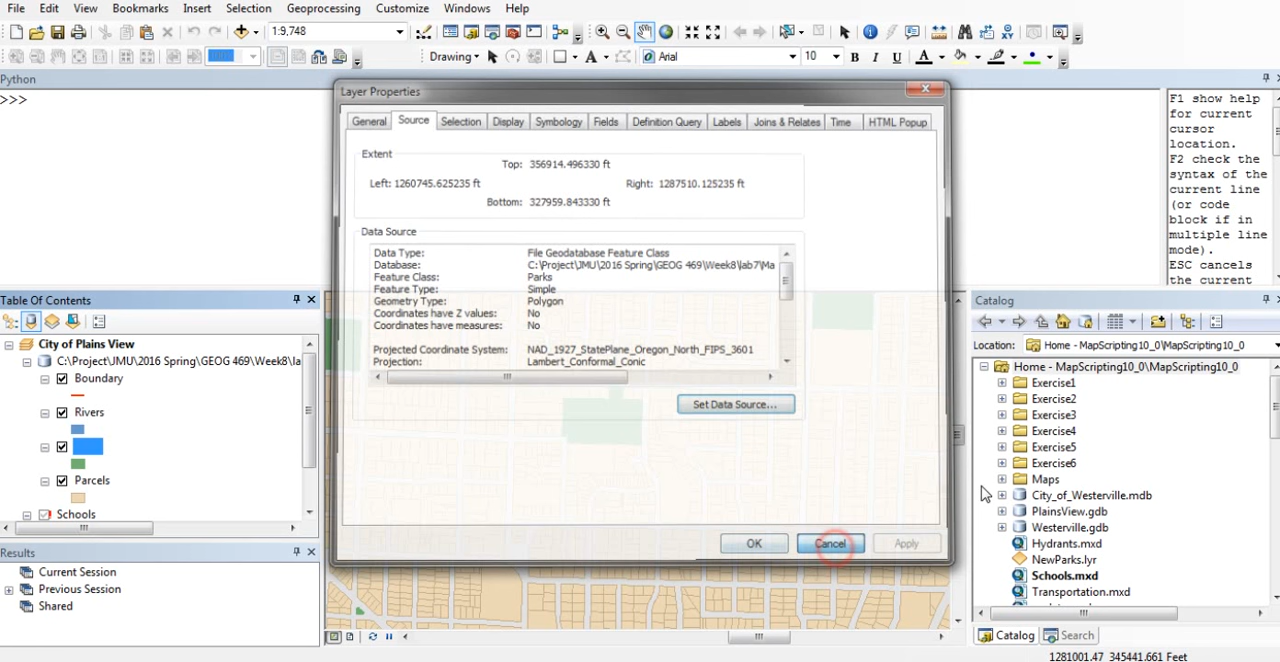 File Edit View Bookmarks Insert Selection Geoprocessing Customize Windows Help
1:9,748
Drawing Arial 10 B I U A
Python
>>>
F1 show help
for current
cursor
location.
F2 check the
syntax of the
current line
(or code
block if in
multiple line
mode).
ESC cancels
the current
Layer Properties
General Source Selection Display Symbology Fields Definition Query Labels Joins & Relates Time HTML Popup
Extent
Top: 356914.496330 ft
Left: 1260745.625235 ft Right: 1287510.125235 ft
Bottom: 327959.843330 ft
Data Source
Data Type: File Geodatabase Feature Class
Database: C:\Project\JMU\2016 Spring\GEOG 469\Week8\lab7\Ma
Feature Class: Parks
Feature Type: Simple
Geometry Type: Polygon
Coordinates have Z values: No
Coordinates have measures: No
Projected Coordinate System: NAD_1927_StatePlane_Oregon_North_FIPS_3601
Projection: Lambert_Conformal_Conic
Set Data Source...
OK Cancel Apply
Table Of Contents
City of Plains View
C:\Project\JMU\2016 Spring\GEOG 469\Week8\la
Boundary
Rivers
Parcels
Schools
Results
Current Session
Previous Session
Shared
Catalog
Location: Home - MapScripting10_0\MapScripting10_0
Home - MapScripting10_0\MapScripting10_0
Exercise1
Exercise2
Exercise3
Exercise4
Exercise5
Exercise6
Maps
City_of_Westerville.mdb
PlainsView.gdb
Westerville.gdb
Hydrants.mxd
NewParks.lyr
Schools.mxd
Transportation.mxd
Catalog Search
1281001.47 345441.661 Feet